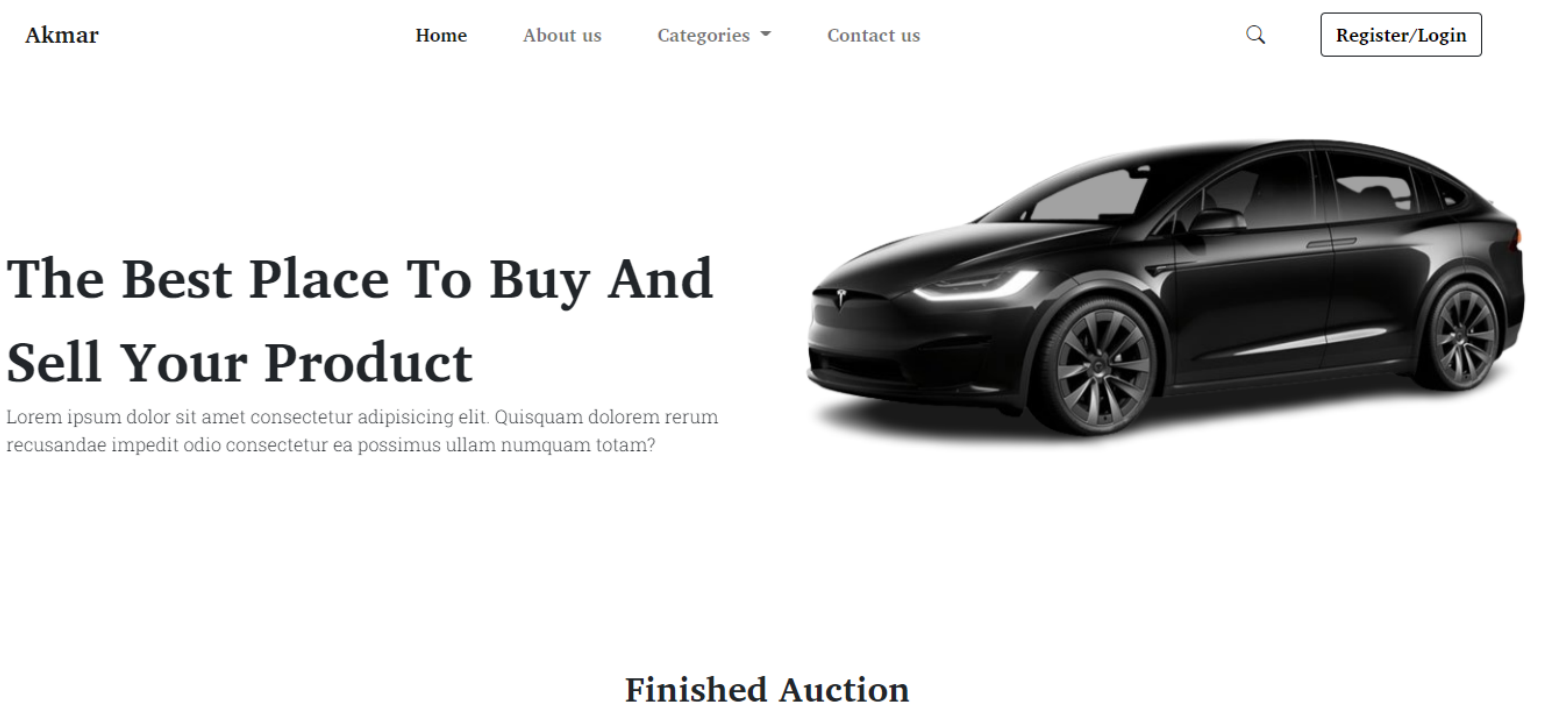 Akmar
Home
About us
Categories
Contact us
Register/Login
The Best Place To Buy And
Sell Your Product
Lorem ipsum dolor sit amet consectetur adipisicing elit. Quisquam dolorem rerum
recusandae impedit odio consectetur ea possimus ullam numquam totam?
Finished Auction